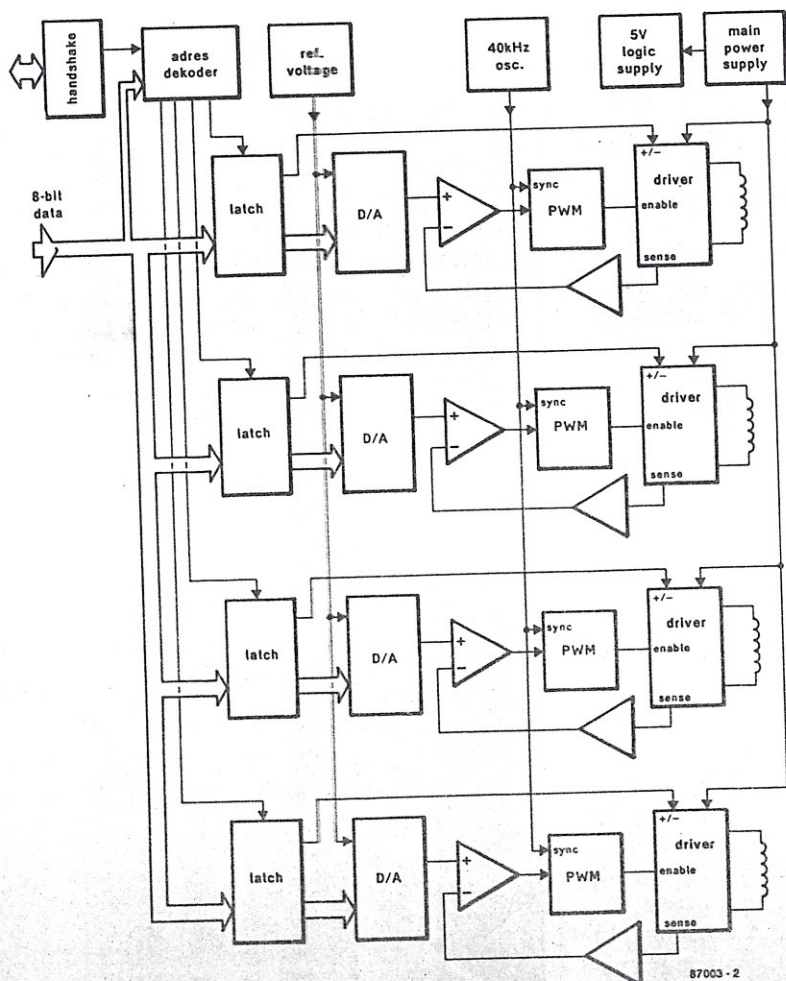 handshake
adres
dekoder
ref.
voltage
40kHz
osc.
5V
logic
supply
main
power
supply
8-bit
data
latch
D/A
+
−
sync
PWM
+/−
driver
enable
sense
latch
D/A
+
−
sync
PWM
+/−
driver
enable
sense
latch
D/A
+
−
sync
PWM
+/−
driver
enable
sense
latch
D/A
+
−
sync
PWM
+/−
driver
enable
sense
87003 - 2